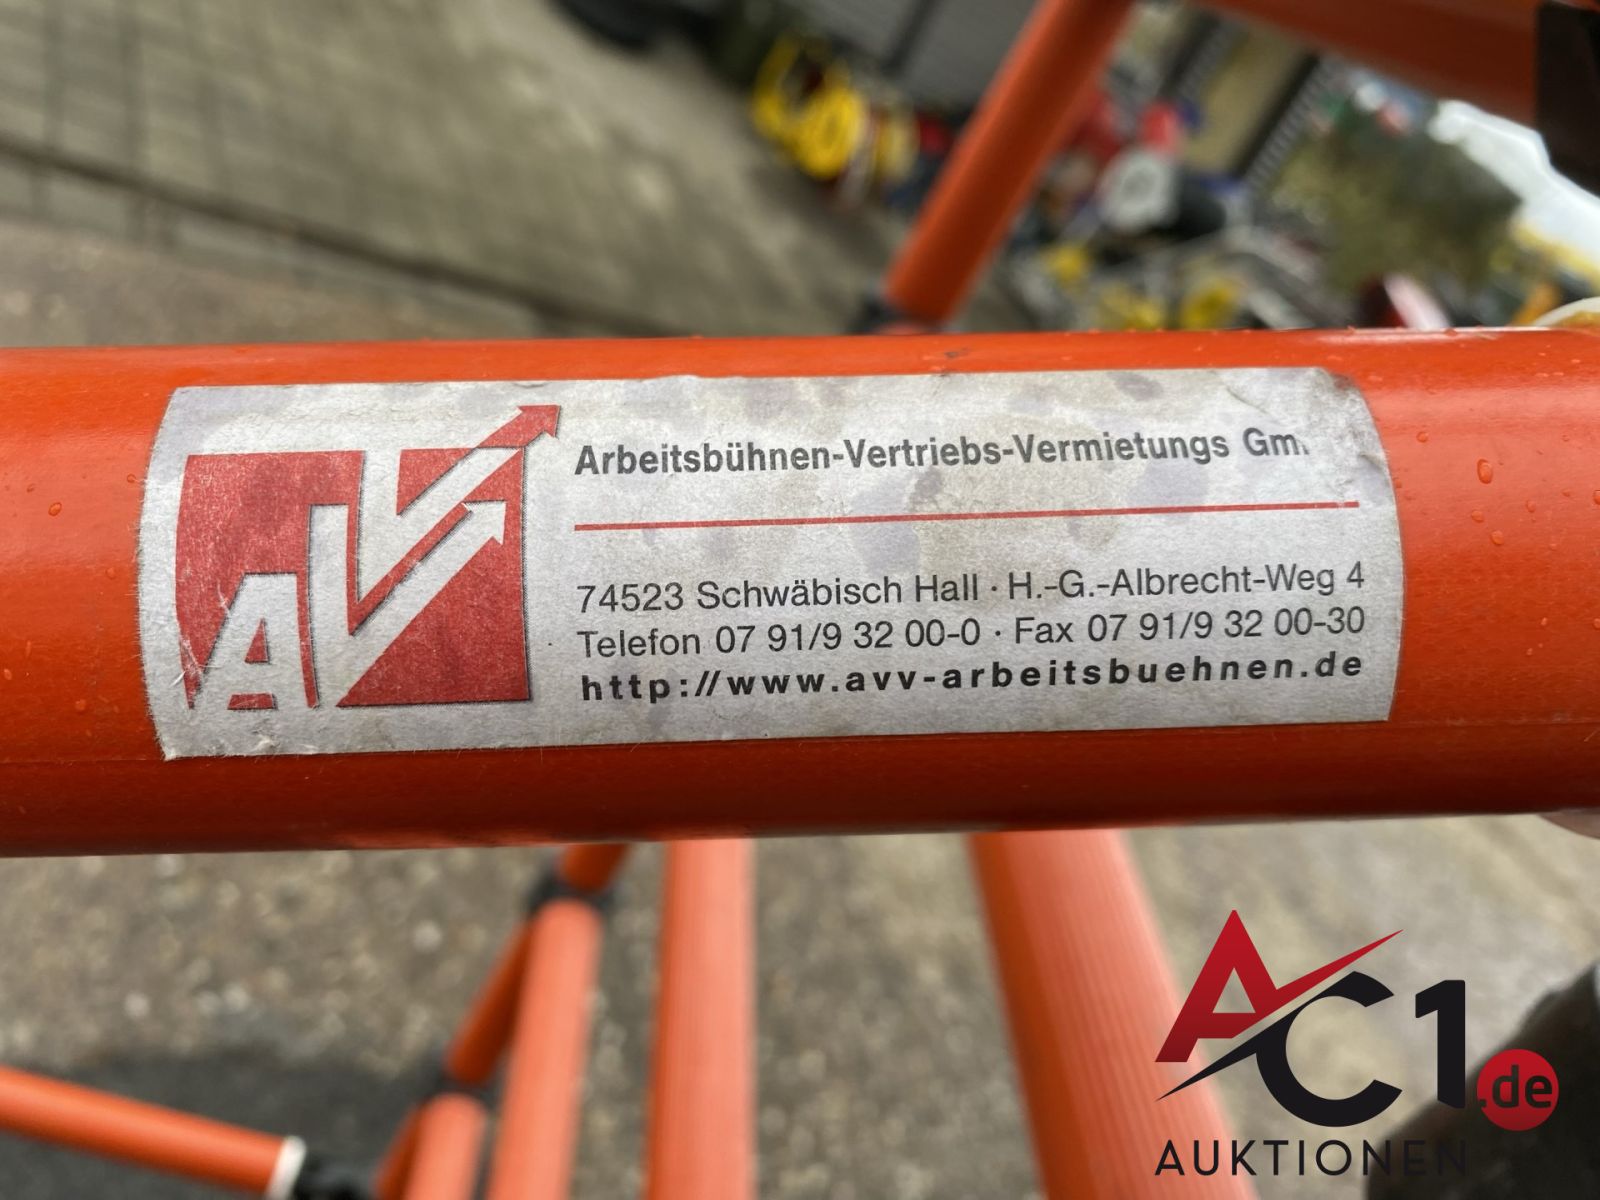 AVV
Arbeitsbühnen-Vertriebs-Vermietungs Gm
74523 Schwäbisch Hall · H.-G.-Albrecht-Weg 4
Telefon 07 91/9 32 00-0 · Fax 07 91/9 32 00-30
http://www.avv-arbeitsbuehnen.de
AC1.de
AUKTIONEN